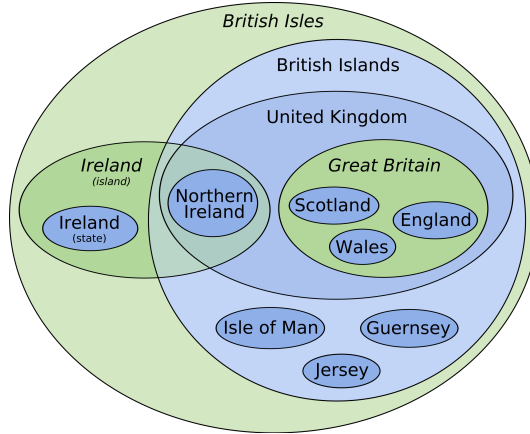 British Isles
British Islands
United Kingdom
Ireland
(island)
Great Britain
Northern
Ireland
Scotland
England
Ireland
(state)
Wales
Isle of Man
Guernsey
Jersey